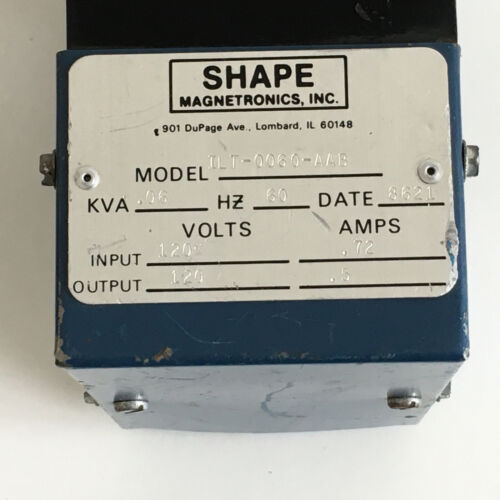 SHAPE
MAGNETRONICS, INC.
901 DuPage Ave., Lombard, IL 60148
MODEL ILT-0060-AAB
KVA .06 HZ 60 DATE 8621
VOLTS AMPS
INPUT 120 .72
OUTPUT 120 .5